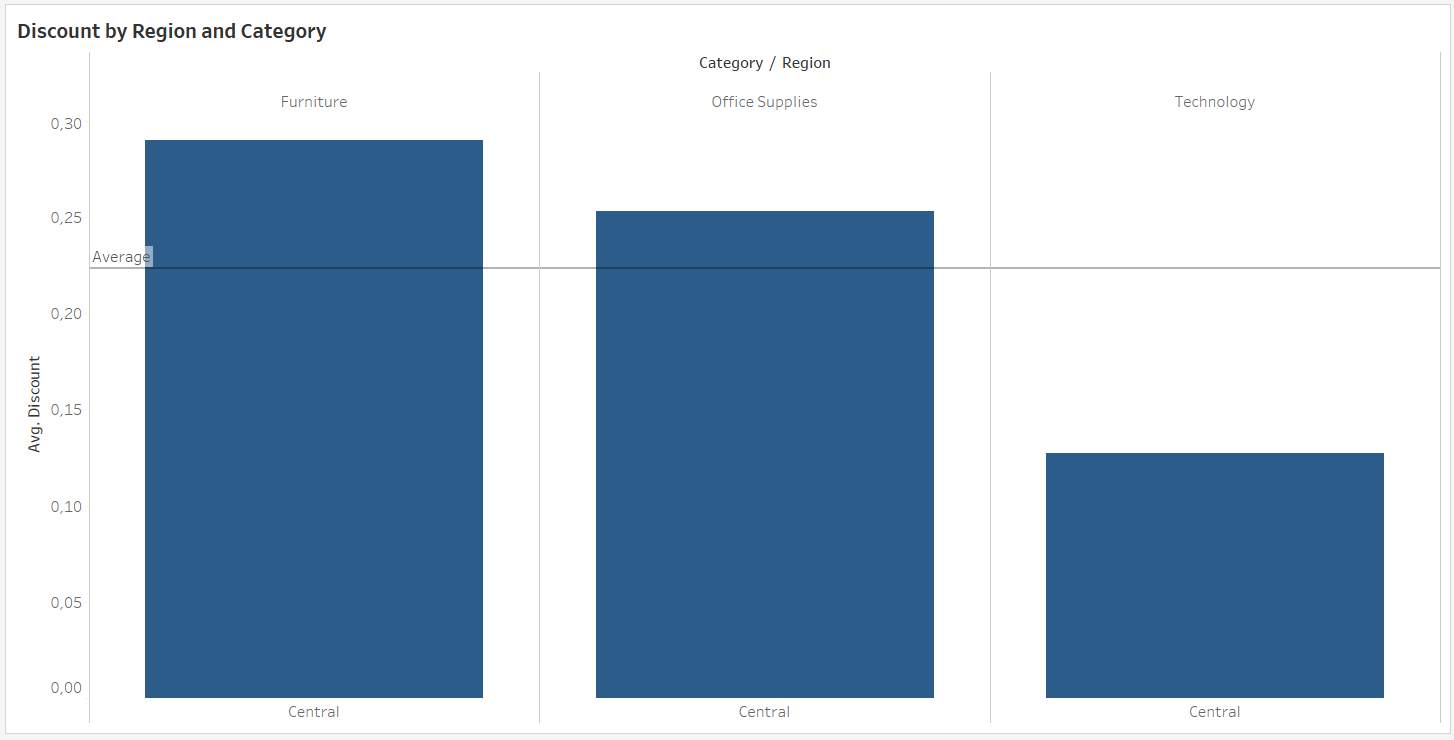 Discount by Region and Category
Category / Region
Furniture
Office Supplies
Technology
0,30
0,25
Average
0,20
0,15
0,10
0,05
0,00
Avg. Discount
Central
Central
Central